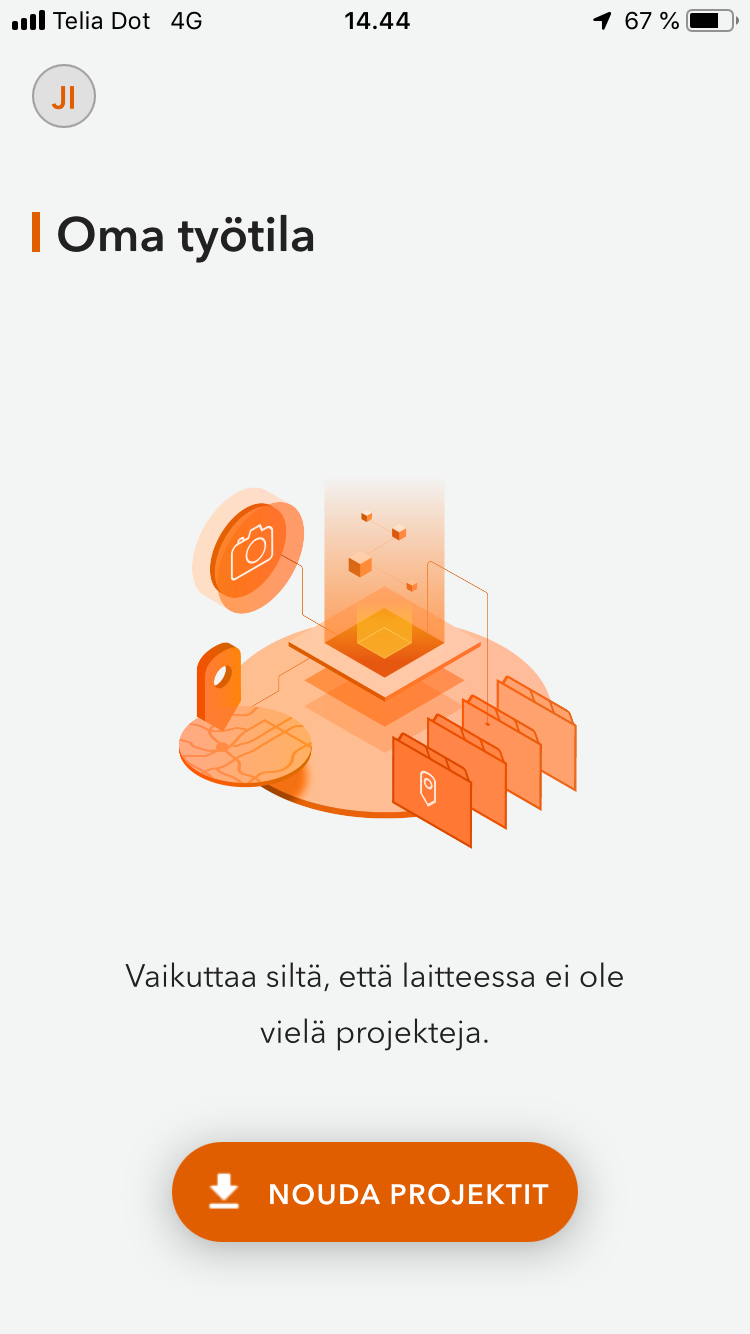 Telia Dot 4G 14.44 67 %
JI
Oma työtila
Vaikuttaa siltä, että laitteessa ei ole
vielä projekteja.
NOUDA PROJEKTIT